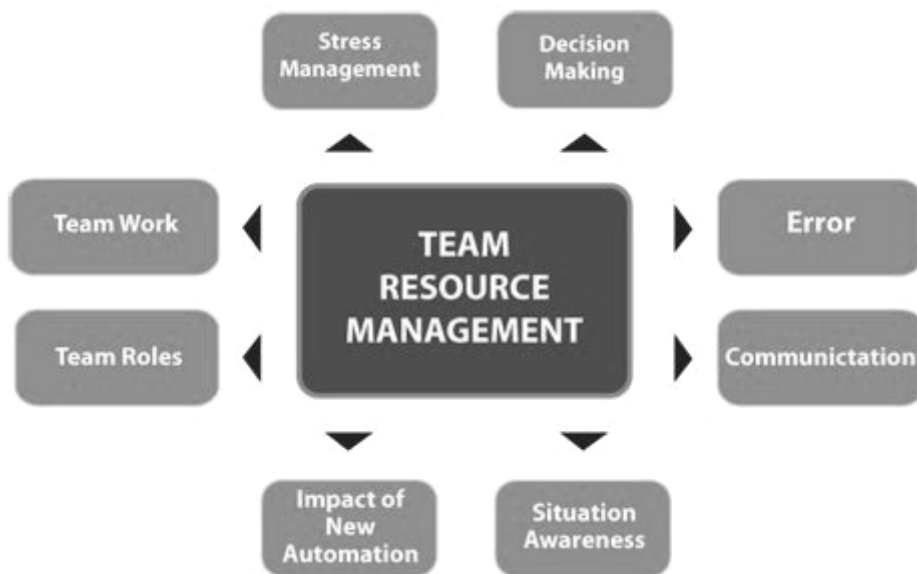 Stress
Management
Decision
Making
Team Work
TEAM
RESOURCE
MANAGEMENT
Error
Team Roles
Communictation
Impact of
New
Automation
Situation
Awareness